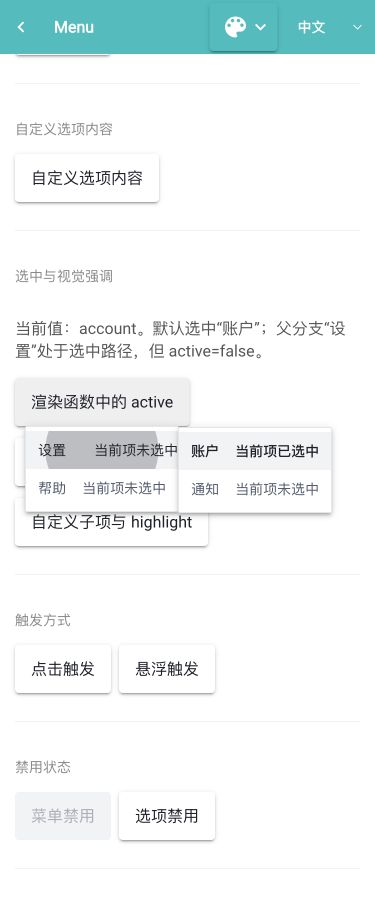 Menu
中文
自定义选项内容
自定义选项内容
选中与视觉强调
当前值：account。默认选中“账户”；父分支“设
置”处于选中路径，但 active=false。
渲染函数中的 active
设置 当前项未选中
账户 当前项已选中
帮助 当前项未选中
通知 当前项未选中
自定义子项与 highlight
触发方式
点击触发
悬浮触发
禁用状态
菜单禁用
选项禁用